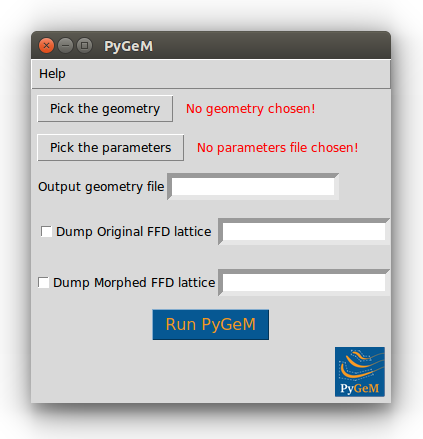 PyGeM
Help
Pick the geometry No geometry chosen!
Pick the parameters No parameters file chosen!
Output geometry file
Dump Original FFD lattice
Dump Morphed FFD lattice
Run PyGeM
PyGeM